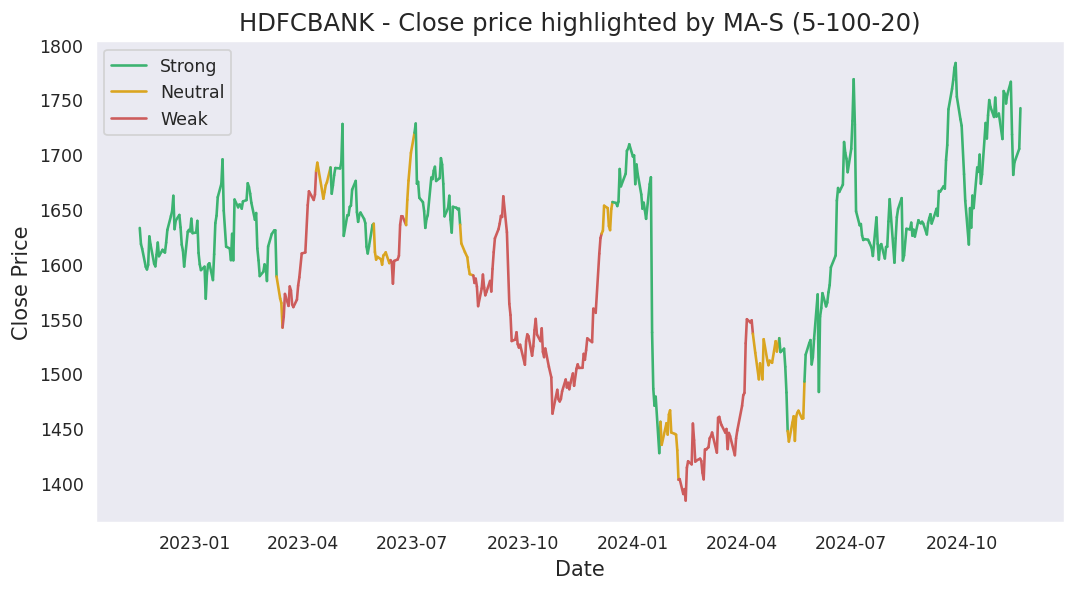 HDFCBANK - Close price highlighted by MA-S (5-100-20)
Strong
Neutral
Weak
Close Price
1800
1750
1700
1650
1600
1550
1500
1450
1400
2023-01 2023-04 2023-07 2023-10 2024-01 2024-04 2024-07 2024-10
Date